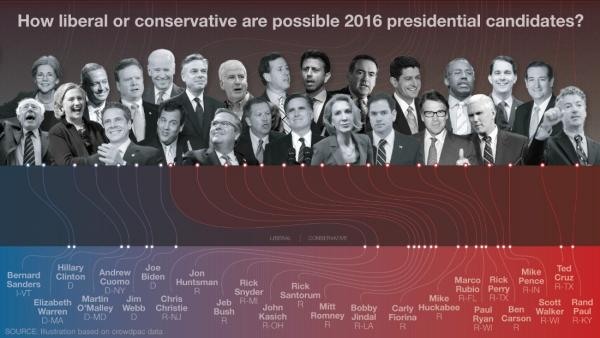 How liberal or conservative are possible 2016 presidential candidates?
LIBERAL | CONSERVATIVE
Bernard Sanders
I-VT
Elizabeth Warren
D-MA
Hillary Clinton
D
Martin O'Malley
D-MD
Andrew Cuomo
D-NY
Jim Webb
D
Joe Biden
D
Chris Christie
R-NJ
Jon Huntsman
R
Jeb Bush
R
Rick Snyder
R-MI
John Kasich
R-OH
Rick Santorum
R
Mitt Romney
R
Bobby Jindal
R-LA
Carly Fiorina
R
Mike Huckabee
R
Marco Rubio
R-FL
Paul Ryan
R-WI
Rick Perry
R-TX
Ben Carson
R
Mike Pence
R-IN
Scott Walker
R-WI
Ted Cruz
R-TX
Rand Paul
R-KY
SOURCE: Illustration based on crowdpac data